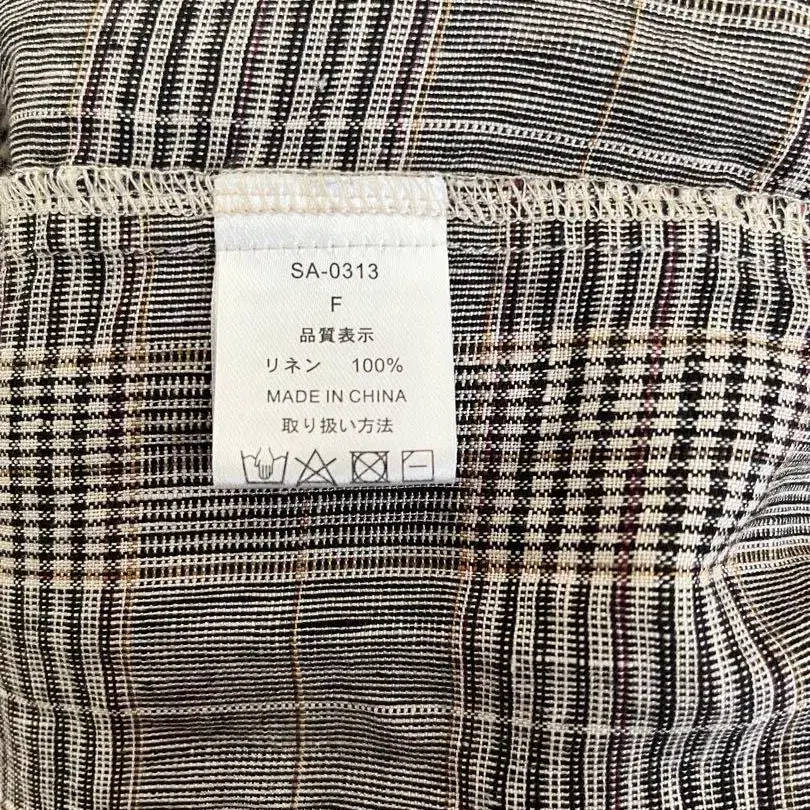 SA-0313
F
品質表示
リネン 100%
MADE IN CHINA
取り扱い方法